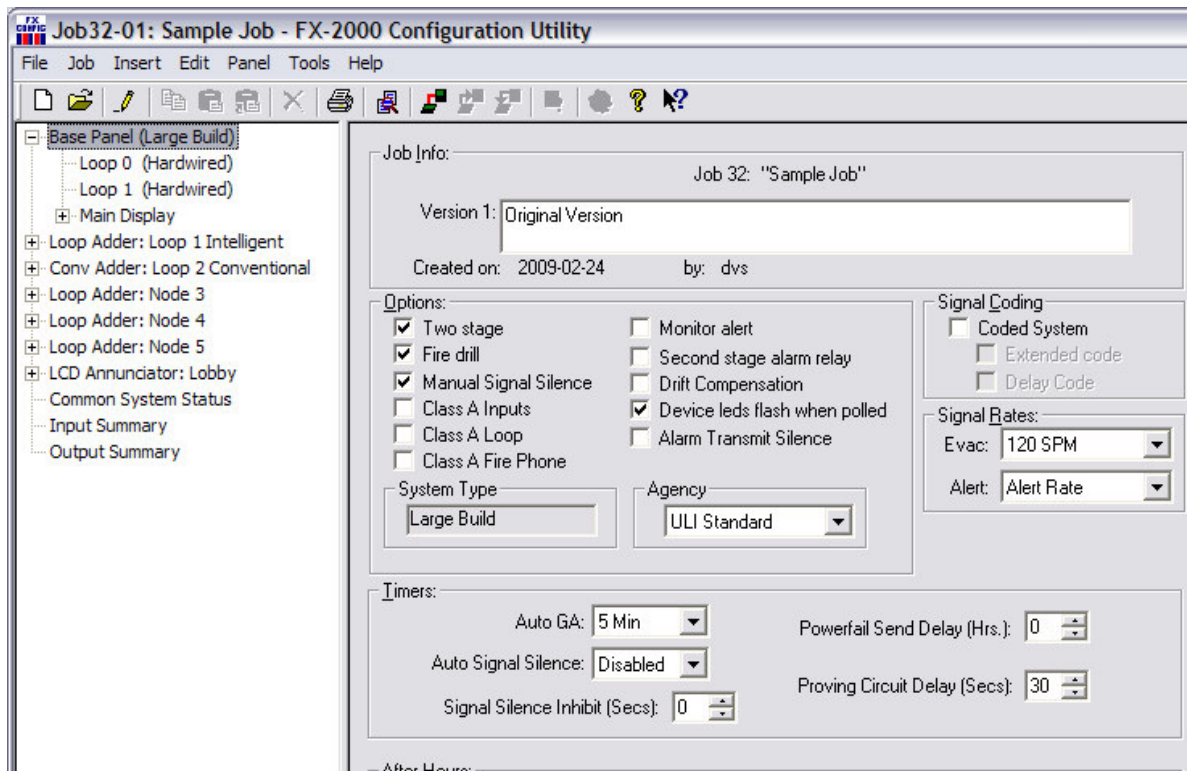 FX
CONFIG
Job32-01: Sample Job - FX-2000 Configuration Utility
File Job Insert Edit Panel Tools Help
Base Panel (Large Build)
Loop 0 (Hardwired)
Loop 1 (Hardwired)
Main Display
Loop Adder: Loop 1 Intelligent
Conv Adder: Loop 2 Conventional
Loop Adder: Node 3
Loop Adder: Node 4
Loop Adder: Node 5
LCD Annunciator: Lobby
Common System Status
Input Summary
Output Summary
Job Info:
Job 32: "Sample Job"
Version 1: Original Version
Created on: 2009-02-24 by: dvs
Options:
Two stage
Fire drill
Manual Signal Silence
Class A Inputs
Class A Loop
Class A Fire Phone
Monitor alert
Second stage alarm relay
Drift Compensation
Device leds flash when polled
Alarm Transmit Silence
System Type
Large Build
Agency
ULI Standard
Signal Coding
Coded System
Extended code
Delay Code
Signal Rates:
Evac: 120 SPM
Alert: Alert Rate
Timers:
Auto GA: 5 Min
Auto Signal Silence: Disabled
Signal Silence Inhibit (Secs): 0
Powerfail Send Delay (Hrs.): 0
Proving Circuit Delay (Secs): 30
After Hours: